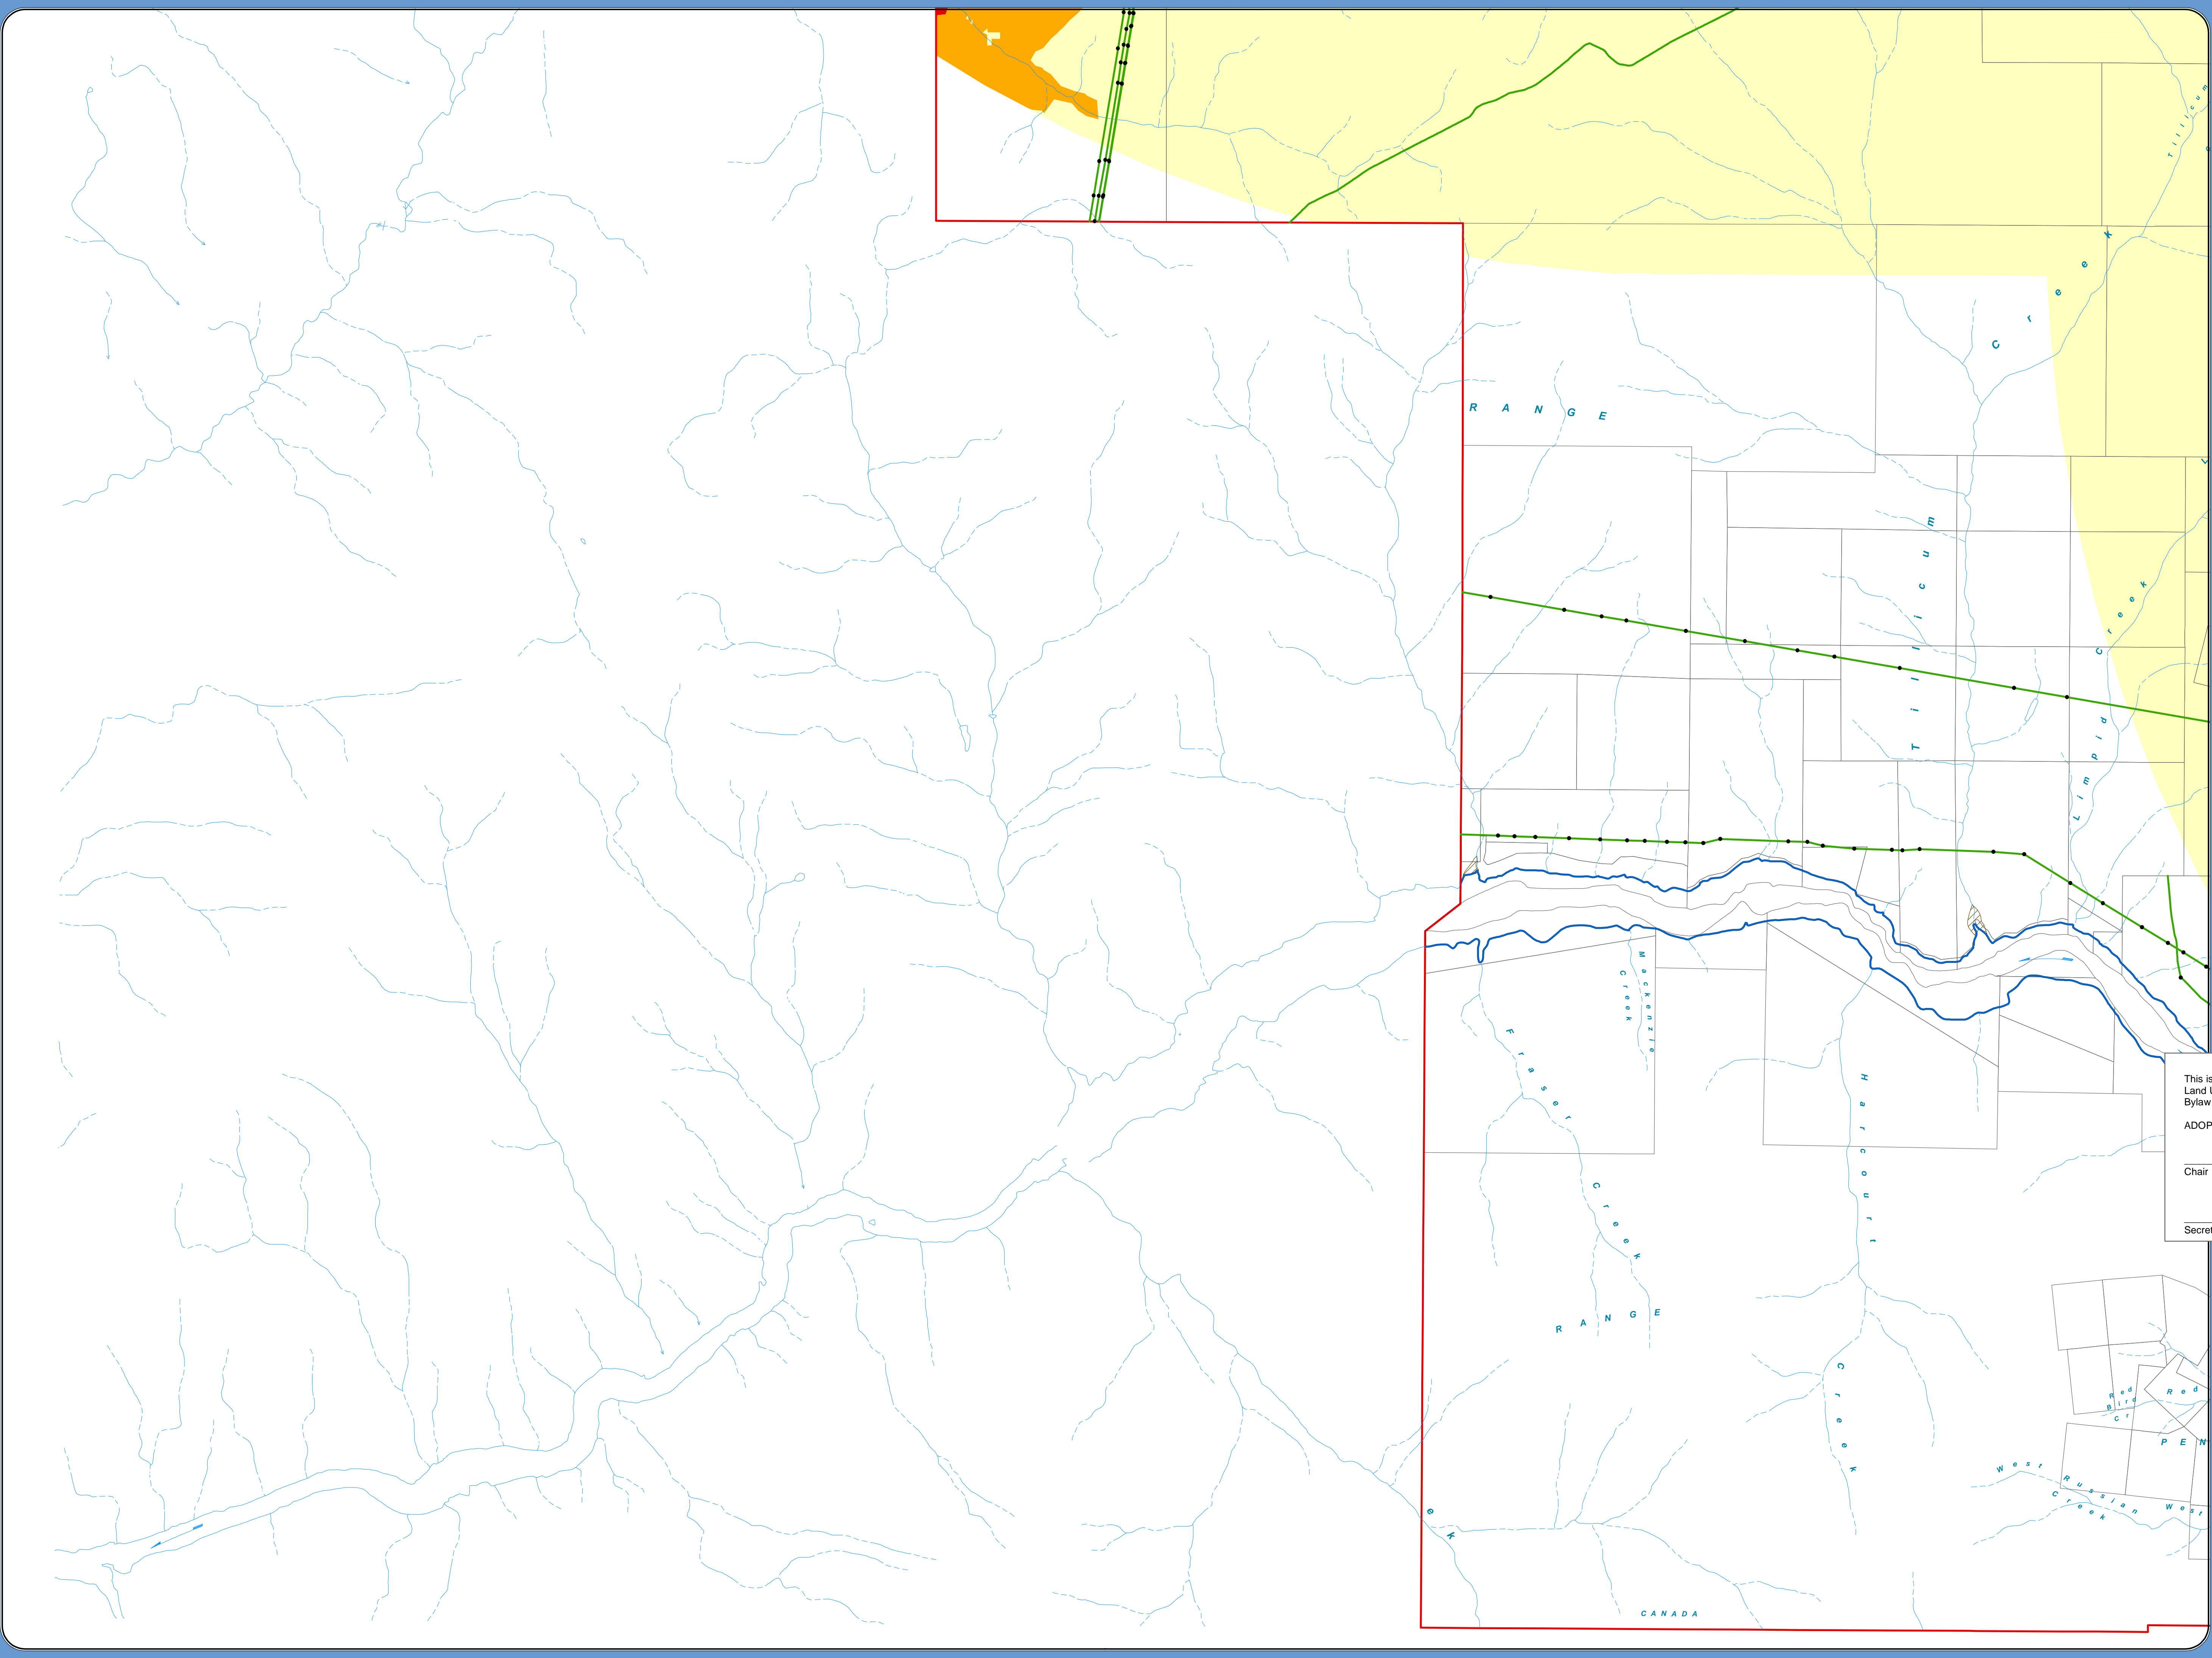 Tillicum
Creek
RANGE
Tillicum
Creek
Limpid
Mackenzie
Creek
Fraser
Creek
Harcourt
Creek
RANGE
This is
Land U
Bylaw
ADOP
Chair
Secret
Red
Bird
Cr
Red
PEN
West Russian
Creek
West
ek
CANADA